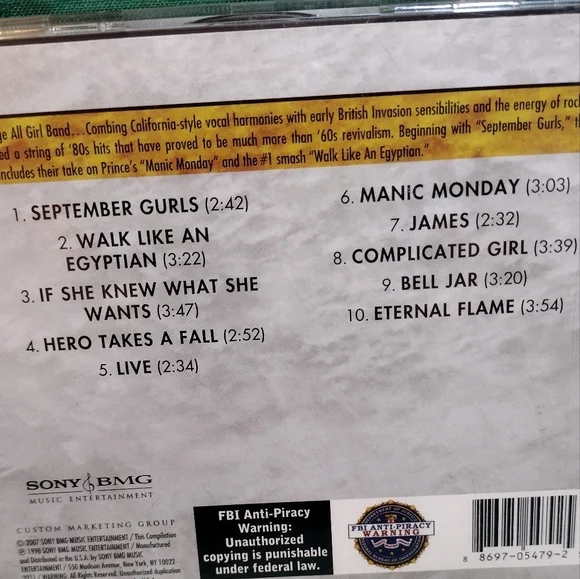 ge All Girl Band...Combing California-style vocal harmonies with early British Invasion sensibilities and the energy of roc
ed a string of '80s hits that have proved to be much more than '60s revivalism. Beginning with "September Gurls," t
ncludes their take on Prince's "Manic Monday" and the #1 smash "Walk Like An Egyptian."
1. SEPTEMBER GURLS (2:42)
2. WALK LIKE AN
EGYPTIAN (3:22)
3. IF SHE KNEW WHAT SHE
WANTS (3:47)
4. HERO TAKES A FALL (2:52)
5. LIVE (2:34)
6. MANiC MONDAY (3:03)
7. JAMES (2:32)
8. COMPLICATED GIRL (3:39)
9. BELL JAR (3:20)
10. ETERNAL FLAME (3:54)
SONY BMG
MUSIC ENTERTAINMENT
CUSTOM MARKETING GROUP
©2007 SONY BMG MUSIC ENTERTAINMENT / This Compilation
℗ 1998 SONY BMG MUSIC ENTERTAINMENT / Manufactured
and Distributed in the U.S.A. by SONY BMG MUSIC
ENTERTAINMENT / 550 Madison Avenue, New York, NY 10022-
/ WARNING: All Rights Reserved. Unauthorized duplication
FBI Anti-Piracy
Warning:
Unauthorized
copying is punishable
under federal law.
FBI ANTI-PIRACY
WARNING
8 8697-05479-2